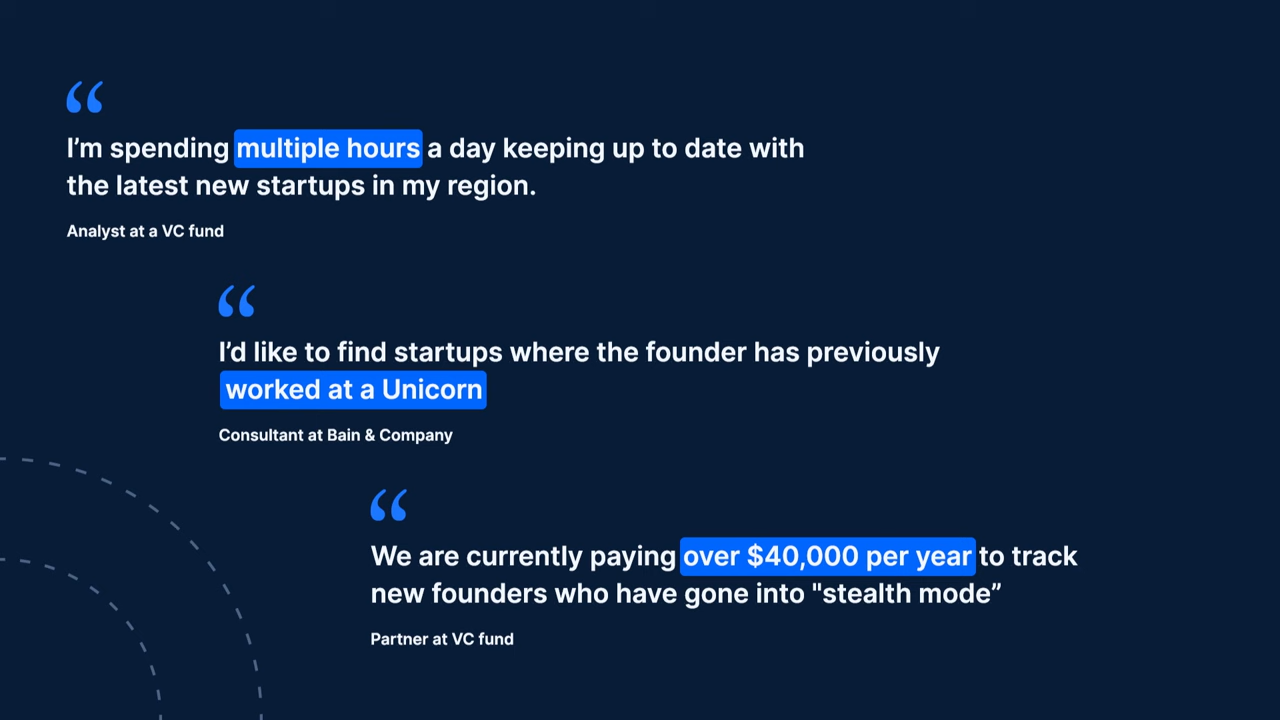 “
I’m spending multiple hours a day keeping up to date with
the latest new startups in my region.
Analyst at a VC fund
“
I’d like to find startups where the founder has previously
worked at a Unicorn
Consultant at Bain & Company
“
We are currently paying over $40,000 per year to track
new founders who have gone into "stealth mode”
Partner at VC fund